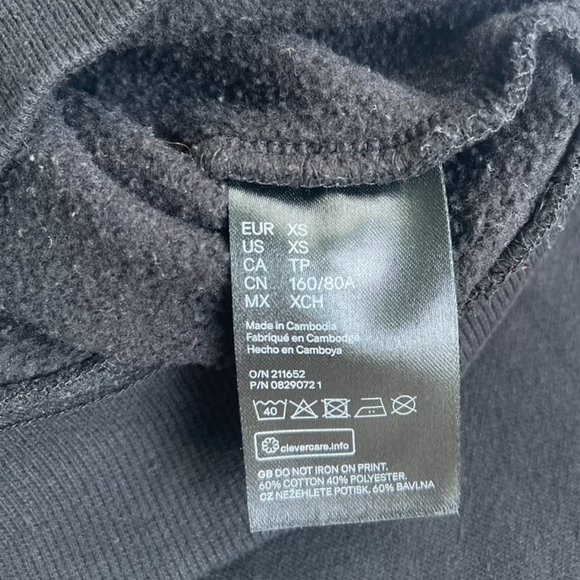 EUR XS
US XS
CA TP
CN 160/80A
MX XCH
Made in Cambodia
Fabriqué en Cambodge
Hecho en Camboya
O/N 211652
P/N 0829072 1
40
clevercare.info
GB DO NOT IRON ON PRINT.
60% COTTON 40% POLYESTER.
CZ NEŽEHLETE POTISK. 60% BAVLNA